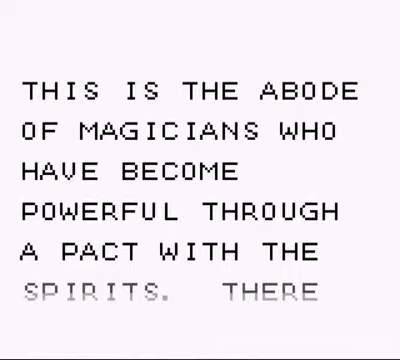 THIS IS THE ABODE
OF MAGICIANS WHO
HAVE BECOME
POWERFUL THROUGH
A PACT WITH THE
SPIRITS. THERE